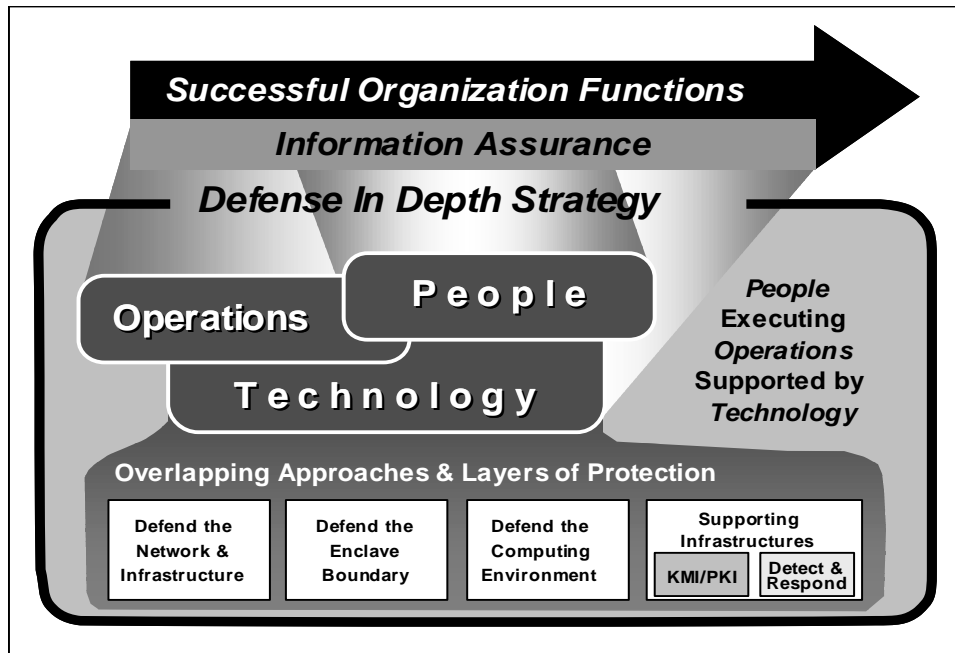 Successful Organization Functions
Information Assurance
Defense In Depth Strategy
Operations
People
Technology
People
Executing
Operations
Supported by
Technology
Overlapping Approaches & Layers of Protection
Defend the
Network &
Infrastructure
Defend the
Enclave
Boundary
Defend the
Computing
Environment
Supporting
Infrastructures
KMI/PKI
Detect &
Respond